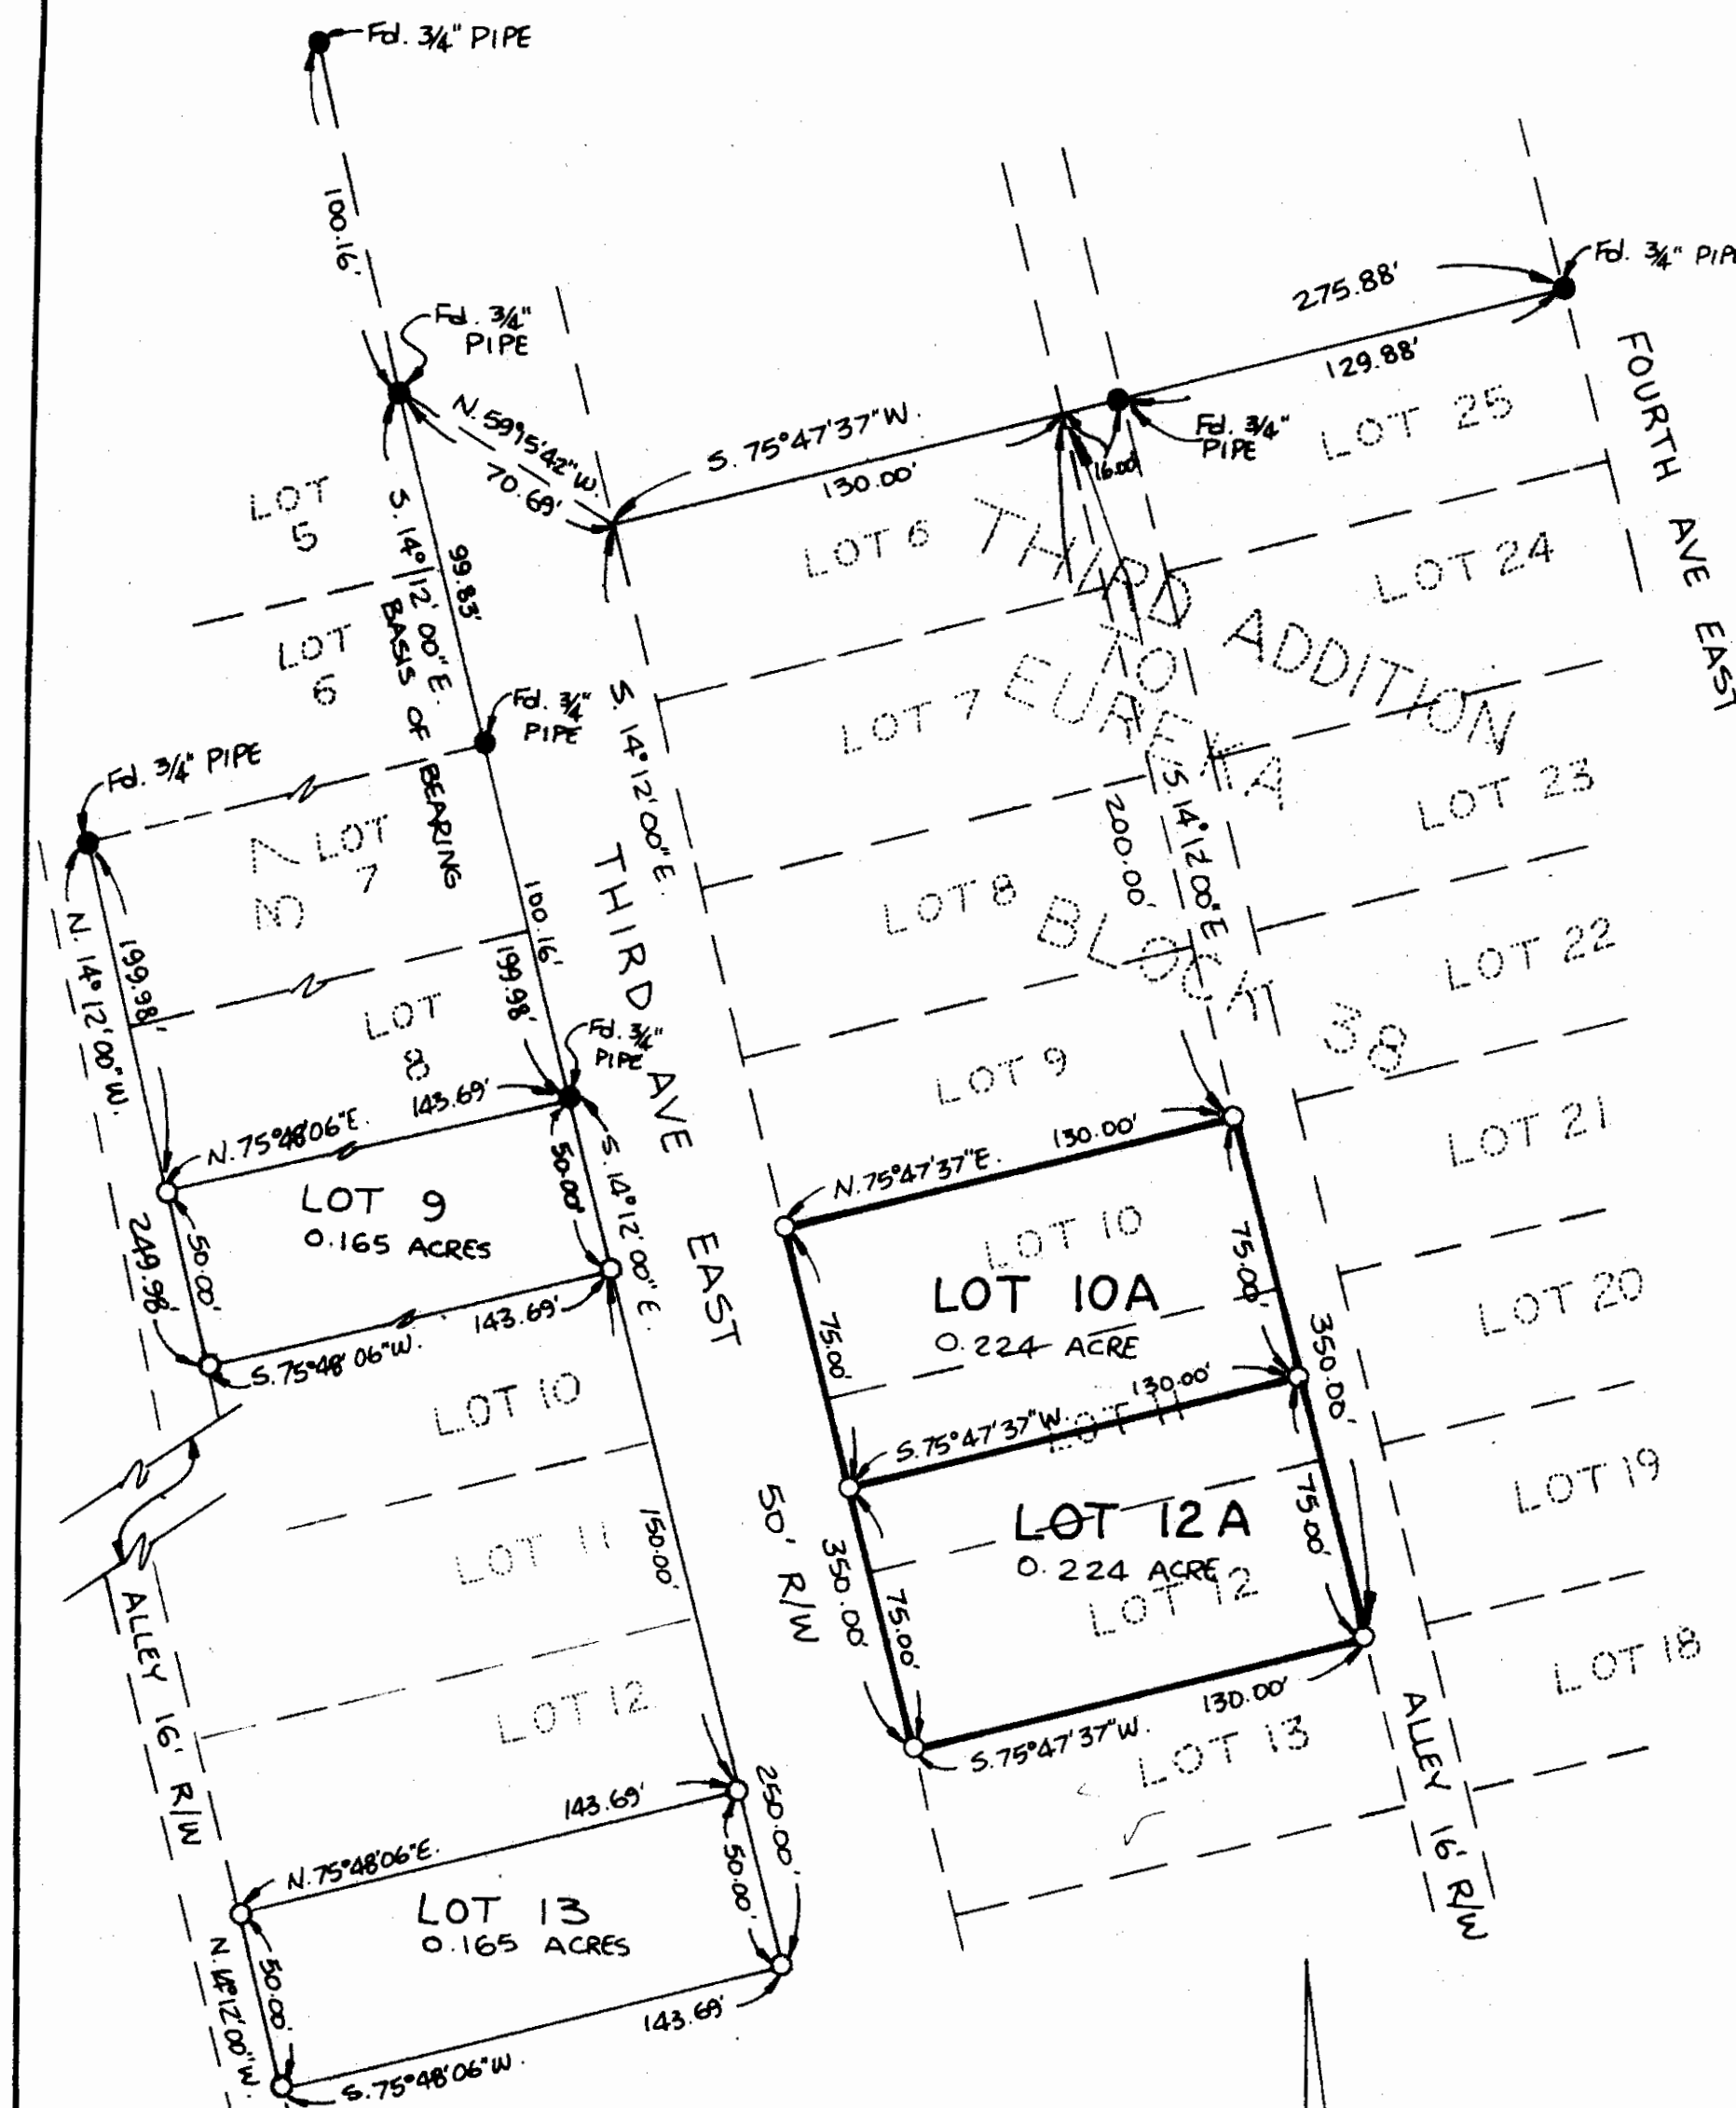 Fd. 3/4" PIPE
100.16'
Fd. 3/4"
PIPE
N. 59°15'42"W.
70.69'
S. 75°47'37"W.
130.00'
16.00'
Fd. 3/4"
PIPE
275.88'
129.88'
Fd. 3/4" PIP
FOURTH AVE EAST
LOT 25
LOT 24
LOT 23
LOT 22
LOT 21
LOT 20
LOT 19
LOT 18
THIRD ADDITION
TO
EUREKA
BLOCK 38
LOT 6
LOT 7
LOT 8
LOT 9
LOT
5
LOT
6
99.83'
S. 14°12'00"E.
BASIS OF BEARING
Fd. 3/4"
PIPE
Fd. 3/4" PIPE
LOT
7
LOT
8
37
N. 14°12'00"W.
199.98'
100.16'
199.98'
Fd. 3/4"
PIPE
THIRD AVE EAST
50' R/W
S. 14°12'00"E.
200.00'
S. 14°12'00"E
N. 75°48'06"E.
143.69'
LOT 9
0.165 ACRES
50.00'
249.98'
50.00'
S. 14°12'00"E.
143.69'
S. 75°48'06"W.
N. 75°47'37"E.
130.00'
LOT 10
LOT 10A
0.224 ACRE
75.00'
75.00'
350.00'
130.00'
S. 75°47'37"W.
LOT 11
LOT 12A
0.224 ACRE
LOT 12
75.00'
350.00'
75.00'
130.00'
S. 75°47'37"W.
LOT 13
ALLEY 16' R/W
LOT 10
LOT 11
LOT 12
150.00'
ALLEY 16' R/W
143.69'
N. 75°48'06"E.
250.00'
50.00'
LOT 13
0.165 ACRES
50.00'
N. 14°12'00"W.
143.69'
S. 75°48'06"W.